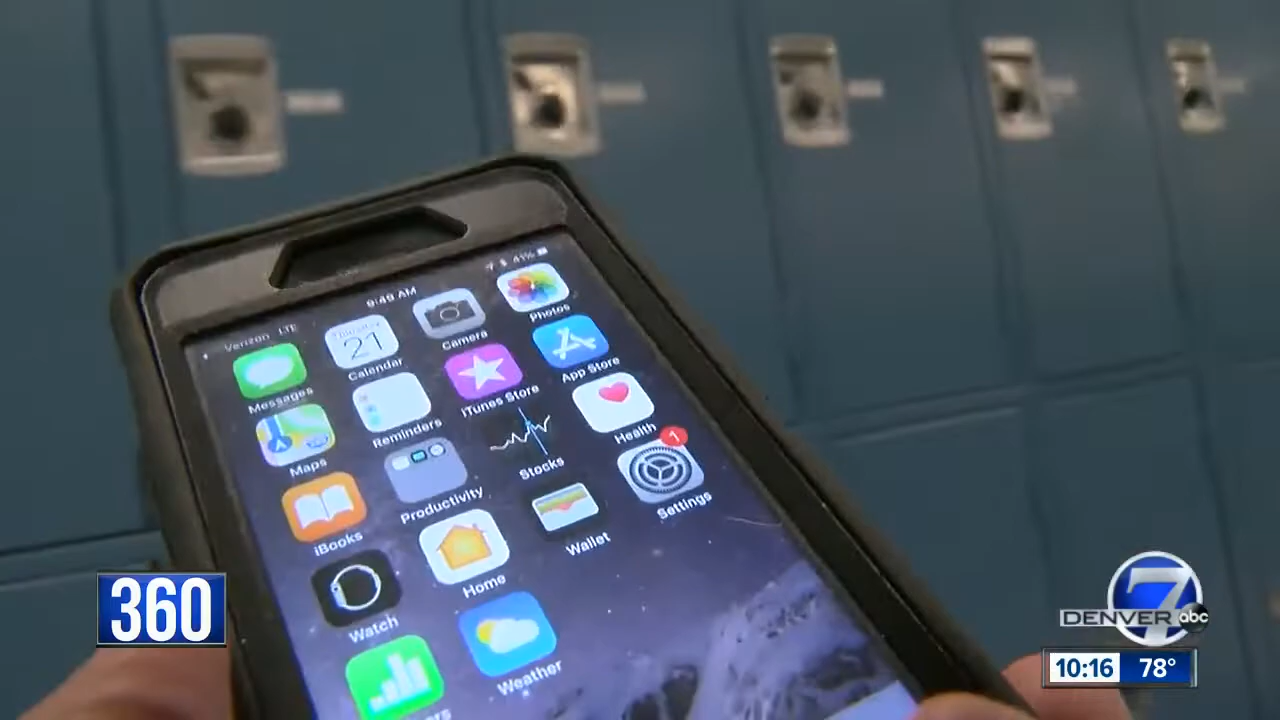 Verizon LTE
9:49 AM
41%
Messages
Thursday
21
Calendar
Camera
Photos
Maps
Reminders
iTunes Store
App Store
iBooks
Productivity
Stocks
Health
1
Watch
Home
Wallet
Settings
Weather
360
7
DENVER
abc
10:16 78°